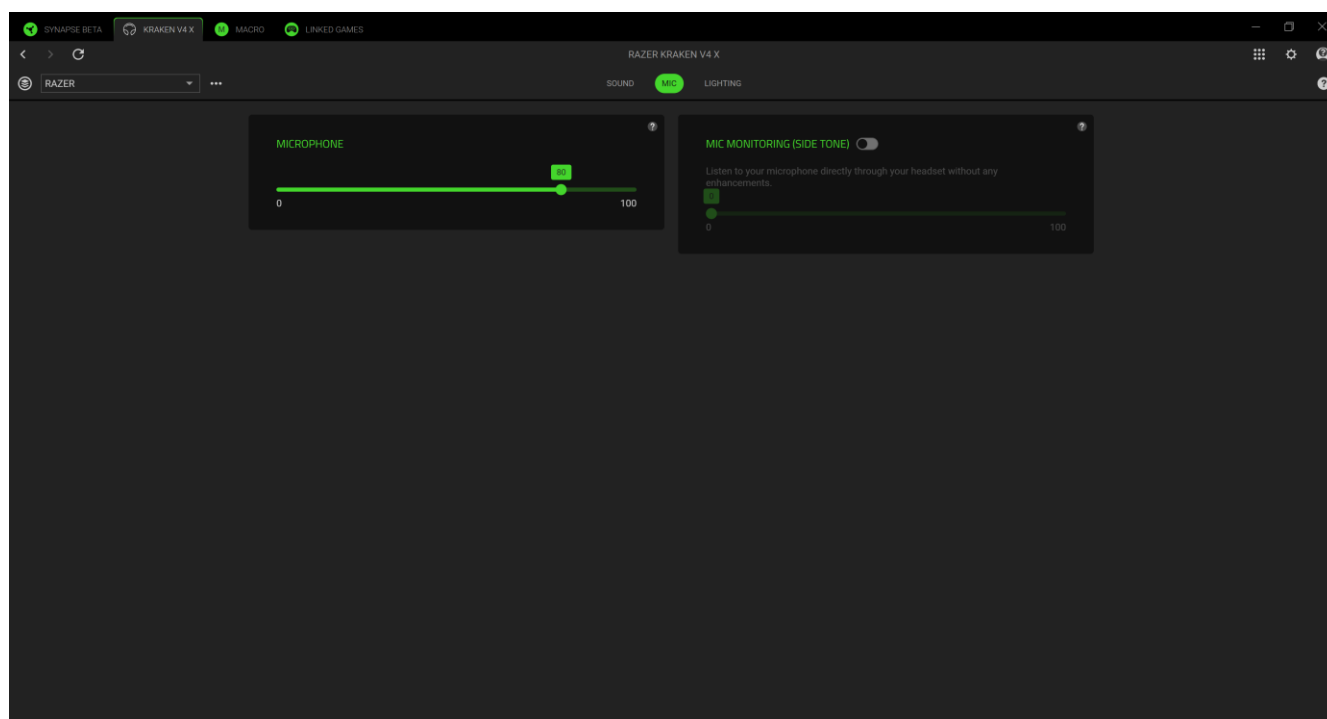 SYNAPSE BETA KRAKEN V4 X M MACRO LINKED GAMES
RAZER KRAKEN V4 X
RAZER SOUND MIC LIGHTING
MICROPHONE
80
0 100
MIC MONITORING (SIDE TONE)
Listen to your microphone directly through your headset without any
enhancements.
0
0 100